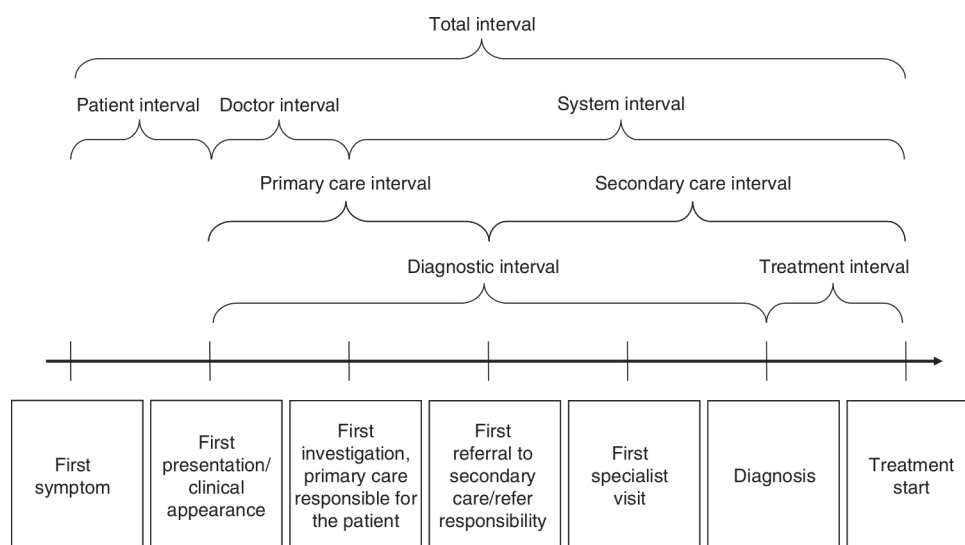 Total interval
Patient interval
Doctor interval
System interval
Primary care interval
Secondary care interval
Diagnostic interval
Treatment interval
First
symptom
First
presentation/
clinical
appearance
First
investigation,
primary care
responsible for
the patient
First
referral to
secondary
care/refer
responsibility
First
specialist
visit
Diagnosis
Treatment
start